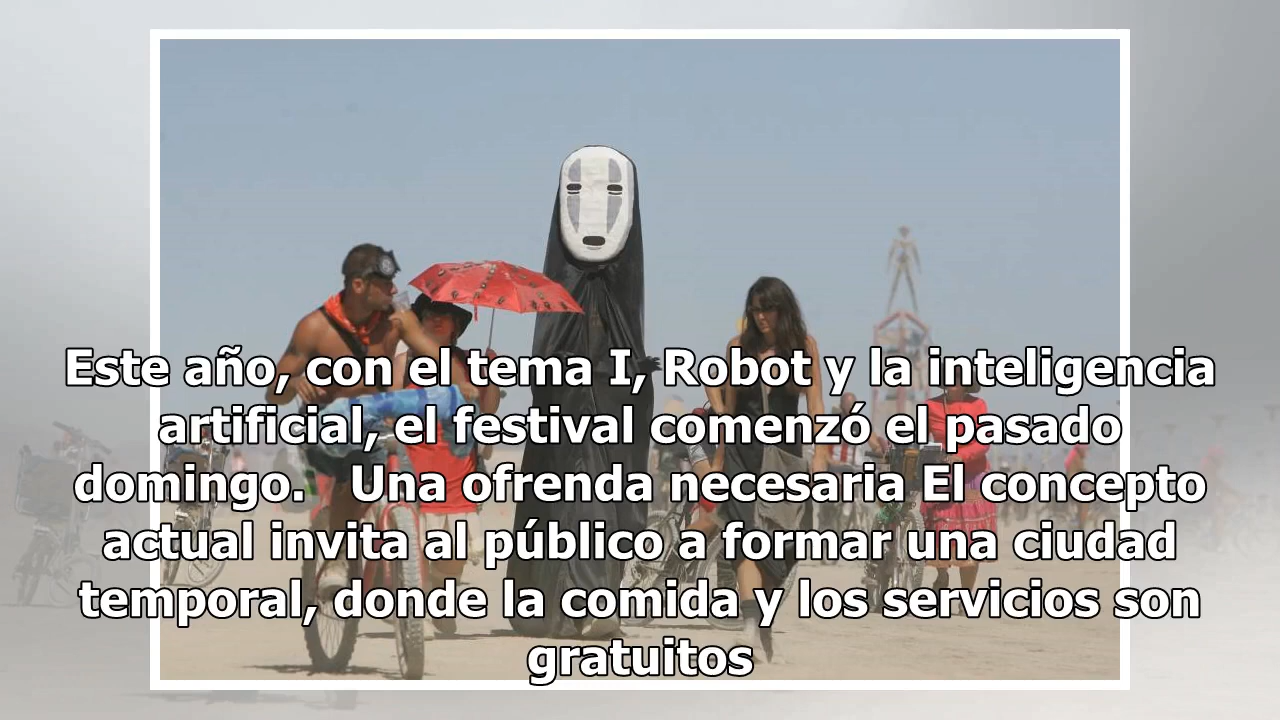 Este año, con el tema I, Robot y la inteligencia
artificial, el festival comenzó el pasado
domingo.   Una ofrenda necesaria El concepto
actual invita al público a formar una ciudad
temporal, donde la comida y los servicios son
gratuitos